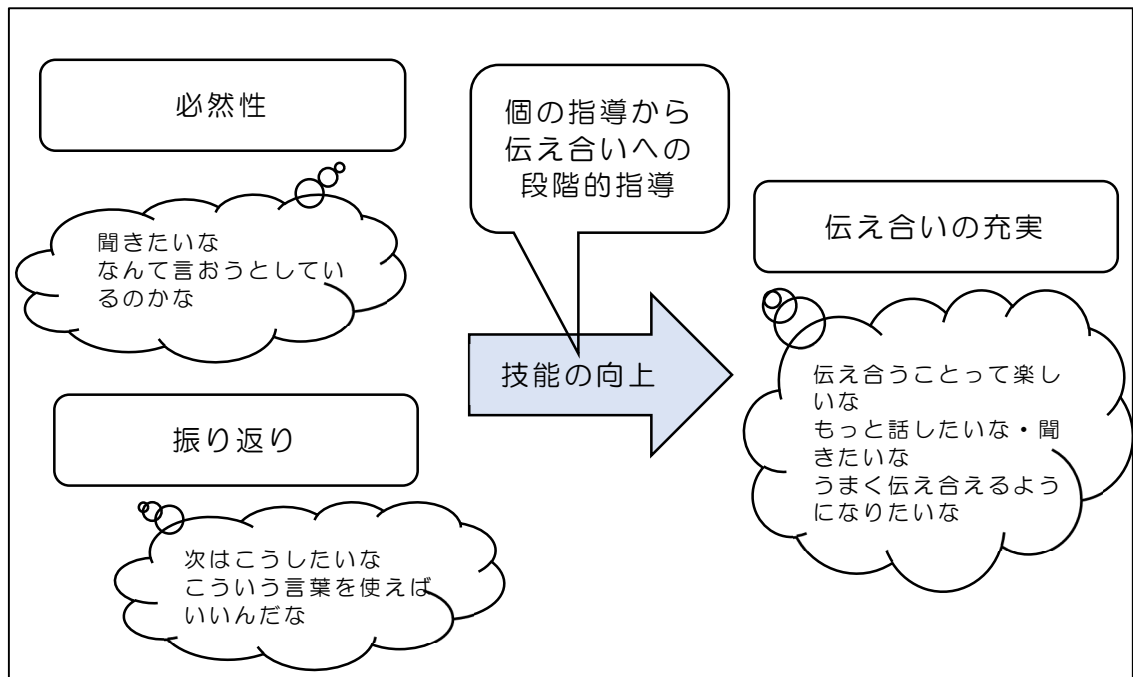 必然性
聞きたいな
なんて言おうとしてい
るのかな
振り返り
次はこうしたいな
こういう言葉を使えば
いいんだな
個の指導から
伝え合いへの
段階的指導
技能の向上
伝え合いの充実
伝え合うことって楽し
いな
もっと話したいな・聞
きたいな
うまく伝え合えるよう
になりたいな